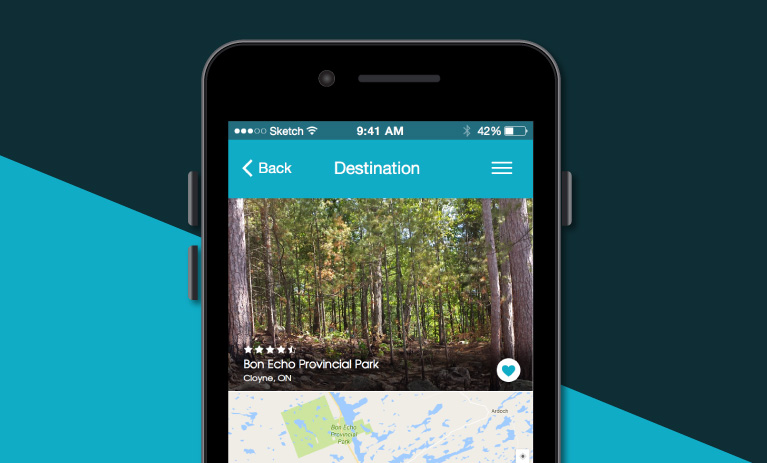 Sketch 9:41 AM 42%
Back Destination
Bon Echo Provincial Park
Cloyne, ON
Bon Echo
Provincial
Park
Ardoch
+